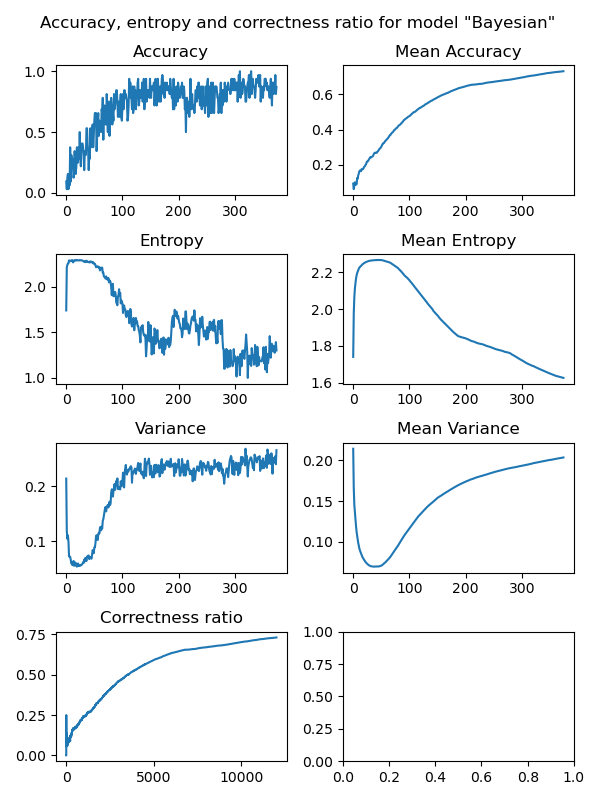 Accuracy, entropy and correctness ratio for model "Bayesian"
Accuracy
1.0
0.5
0.0
0 100 200 300
Mean Accuracy
0.6
0.4
0.2
0 100 200 300
Entropy
2.0
1.5
1.0
0 100 200 300
Mean Entropy
2.2
2.0
1.8
1.6
0 100 200 300
Variance
0.2
0.1
0 100 200 300
Mean Variance
0.20
0.15
0.10
0 100 200 300
Correctness ratio
0.75
0.50
0.25
0.00
0 5000 10000
1.00
0.75
0.50
0.25
0.00
0.0 0.2 0.4 0.6 0.8 1.0